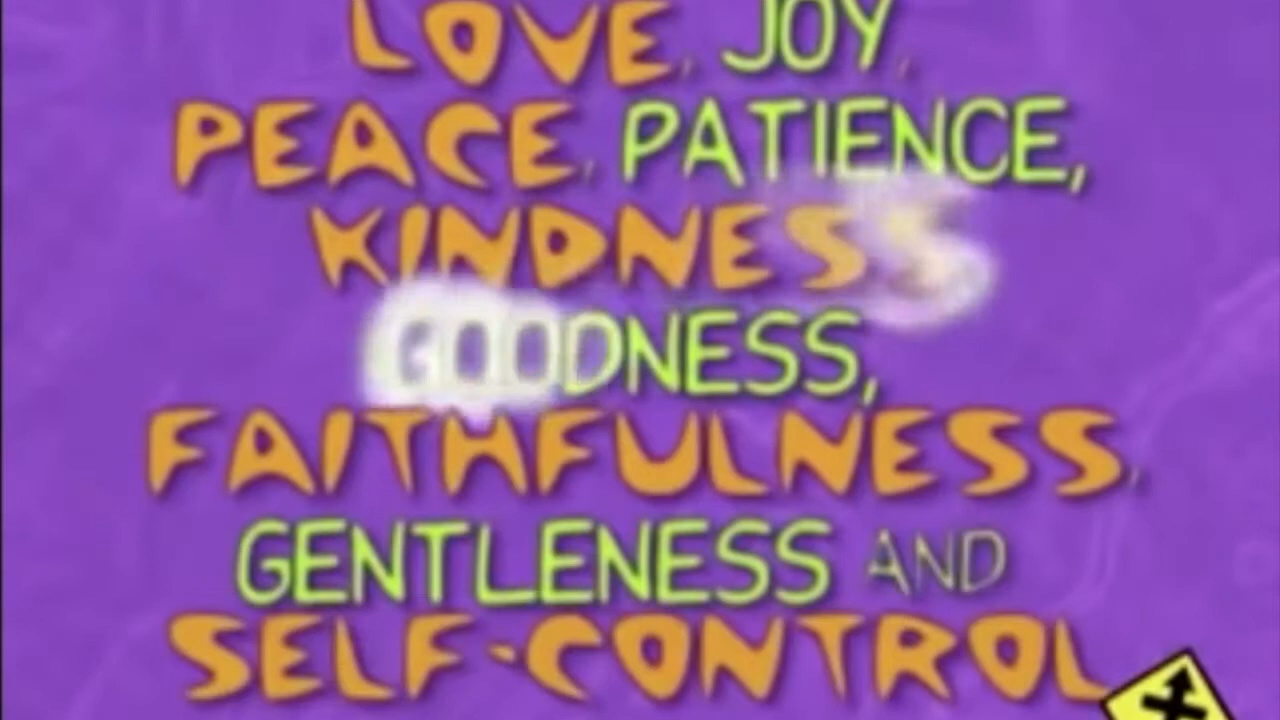 LOVE, JOY,
PEACE, PATIENCE,
KINDNESS
GOODNESS,
FAITHFULNESS,
GENTLENESS AND
SELF-CONTROL